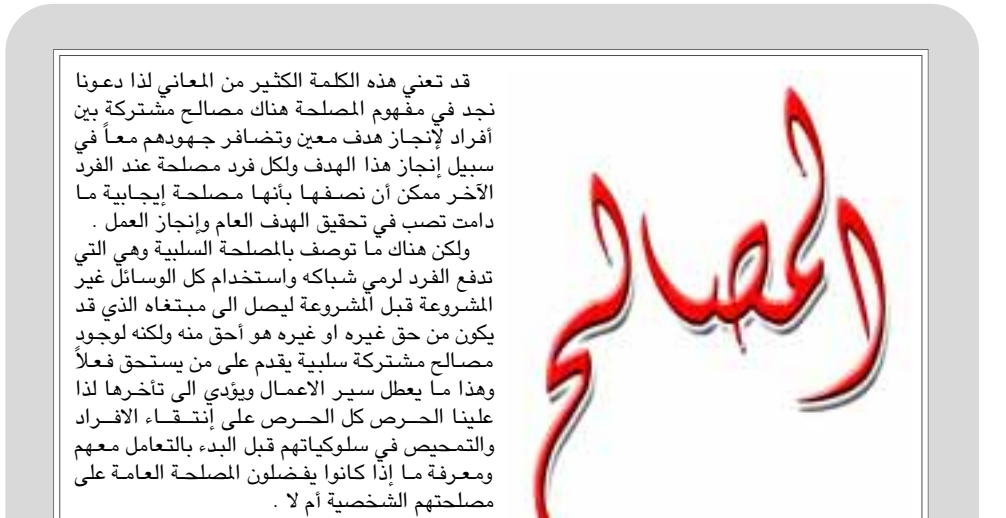 المصالح
قد تعني هذه الكلمة الكثير من المعاني لذا دعونا
نجد في مفهوم المصلحة هناك مصالح مشتركة بين
أفراد لإنجاز هدف معين وتضافر جهودهم معاً في
سبيل إنجاز هذا الهدف ولكل فرد مصلحة عند الفرد
الآخر ممكن أن نصفها بأنها مصلحة إيجابية ما
دامت تصب في تحقيق الهدف العام وإنجاز العمل .
ولكن هناك ما توصف بالمصلحة السلبية وهي التي
تدفع الفرد لرمي شباكه واستخدام كل الوسائل غير
المشروعة قبل المشروعة ليصل الى مبتغاه الذي قد
يكون من حق غيره او غيره هو أحق منه ولكنه لوجود
مصالح مشتركة سلبية يقدم على من يستحق فعلاً
وهذا ما يعطل سير الاعمال ويؤدي الى تأخرها لذا
علينا الحرص كل الحرص على إنتقاء الافراد
والتمحيص في سلوكياتهم قبل البدء بالتعامل معهم
ومعرفة ما إذا كانوا يفضلون المصلحة العامة على
مصلحتهم الشخصية أم لا .